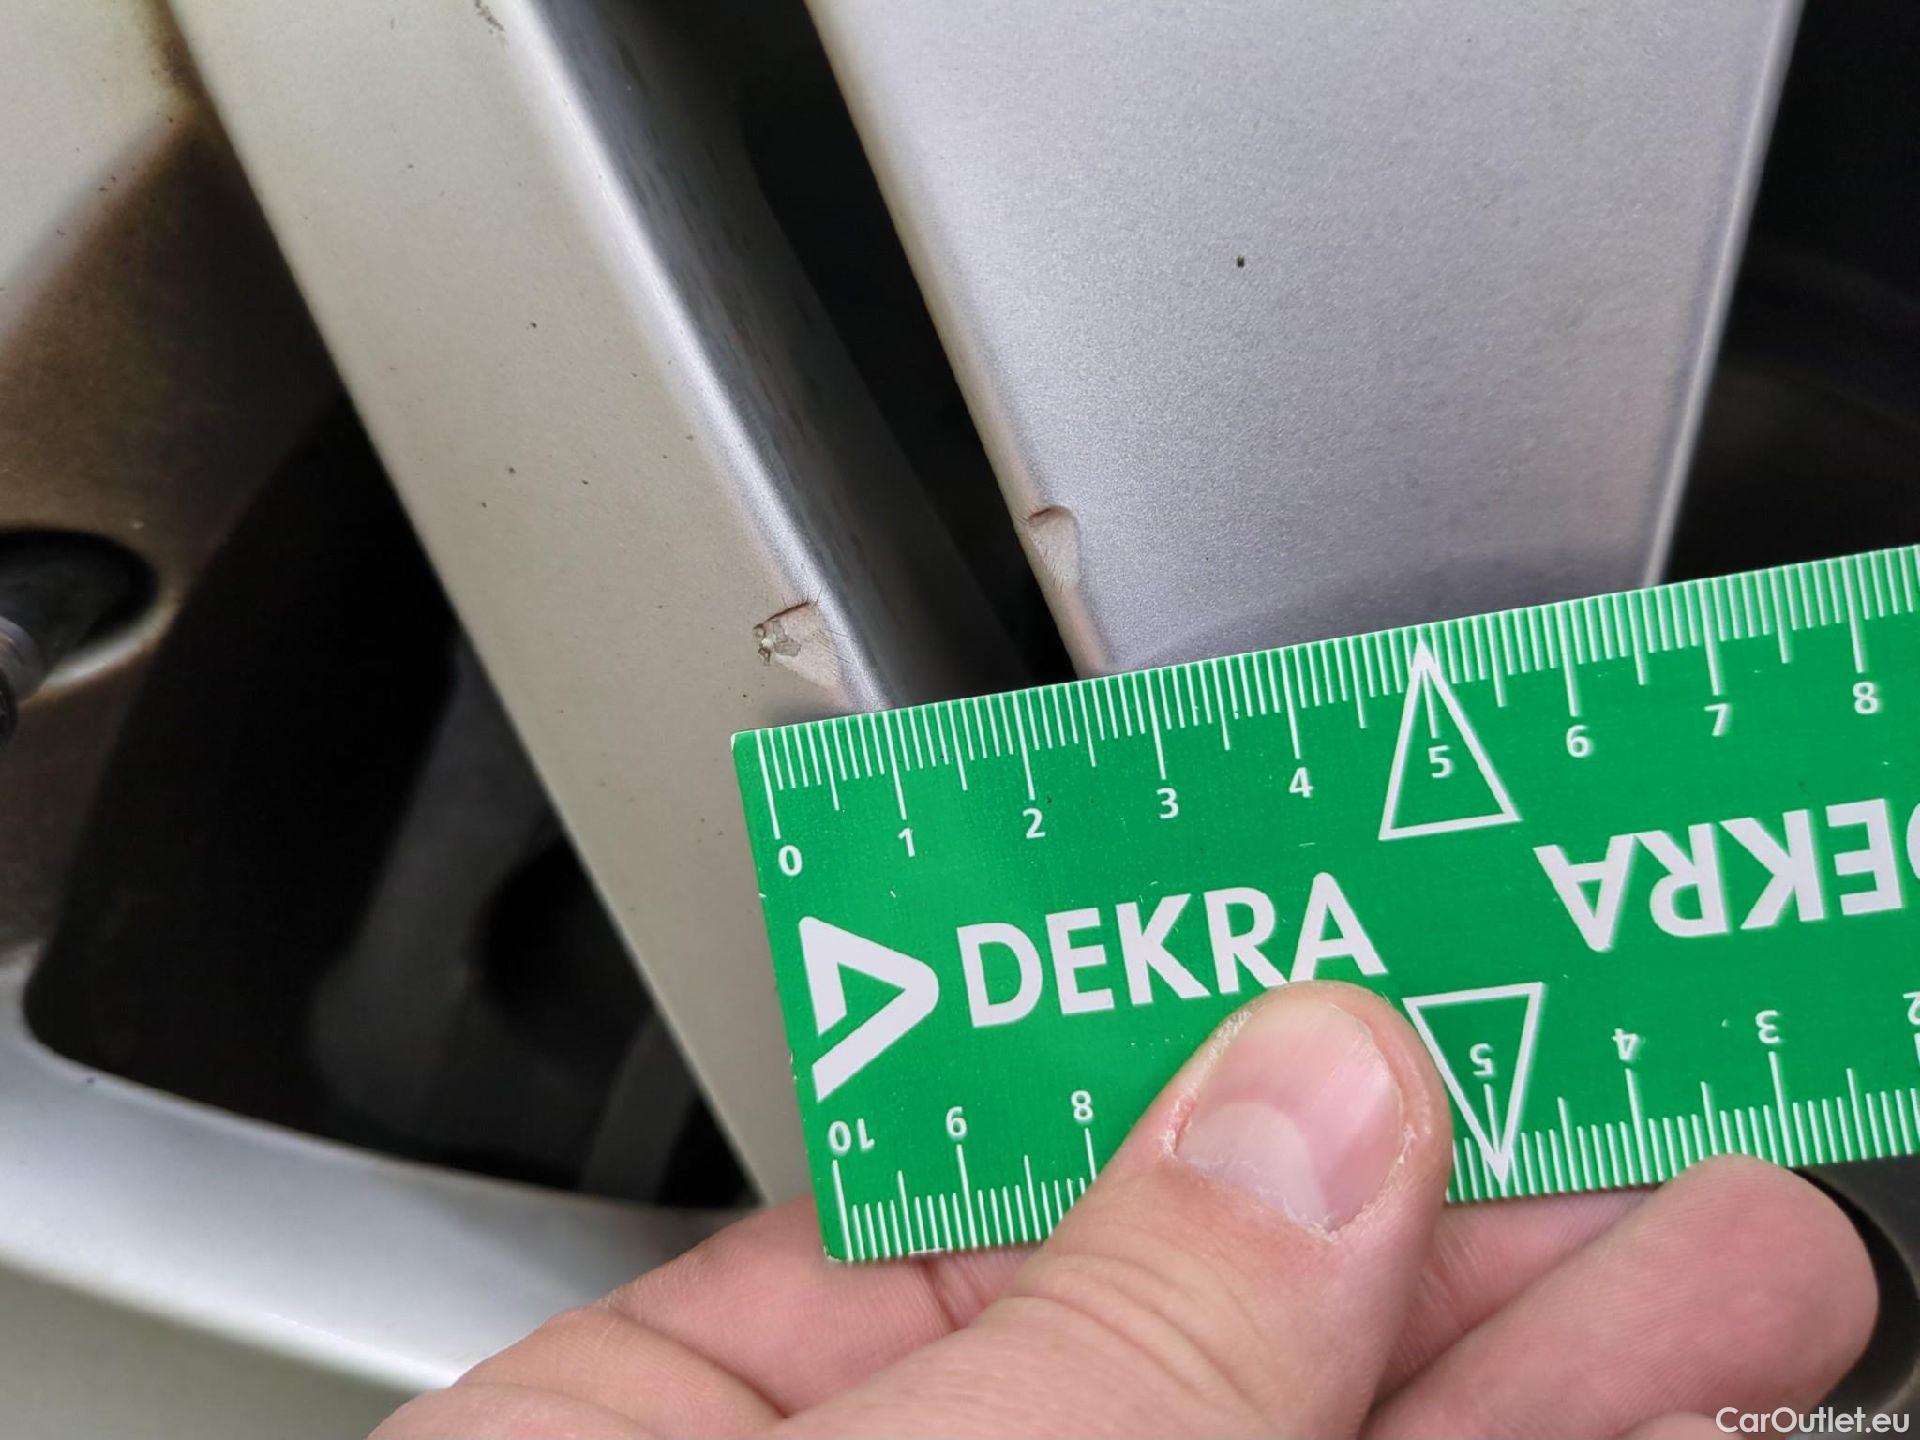 0 1 2 3 4 5 6 7 8
DEKRA
DEKRA
10 9 8 5 4 3 2
CarOutlet.eu